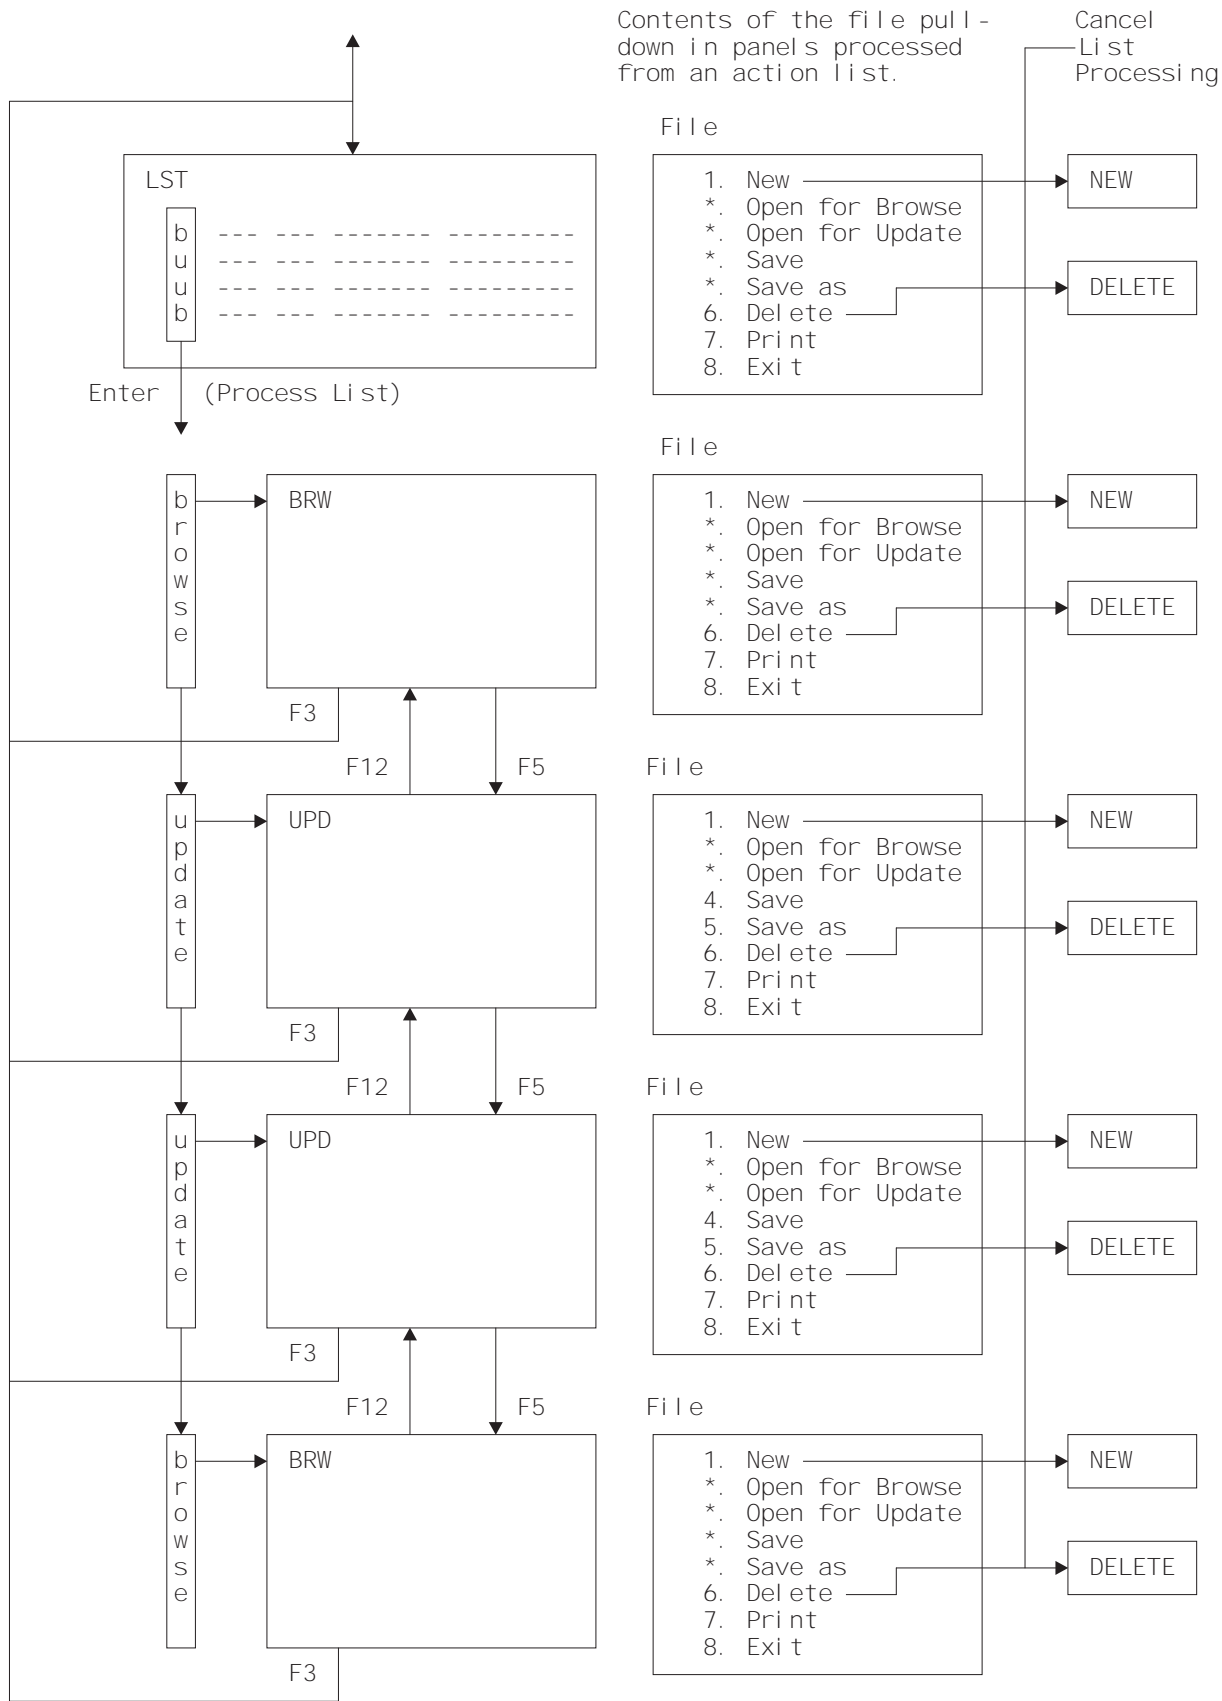 Contents of the file pull-
down in panels processed
from an action list.
Cancel
List
Processing
File
LST
b --- --- ------- ---------
u --- --- ------- ---------
u --- --- ------- ---------
b --- --- ------- ---------
1. New
*. Open for Browse
*. Open for Update
*. Save
*. Save as
6. Delete
7. Print
8. Exit
NEW
DELETE
Enter (Process List)
File
browse
BRW
1. New
*. Open for Browse
*. Open for Update
*. Save
*. Save as
6. Delete
7. Print
8. Exit
NEW
DELETE
F3
F12
F5
File
update
UPD
1. New
*. Open for Browse
*. Open for Update
4. Save
5. Save as
6. Delete
7. Print
8. Exit
NEW
DELETE
F3
F12
F5
File
update
UPD
1. New
*. Open for Browse
*. Open for Update
4. Save
5. Save as
6. Delete
7. Print
8. Exit
NEW
DELETE
F3
F12
F5
File
browse
BRW
1. New
*. Open for Browse
*. Open for Update
*. Save
*. Save as
6. Delete
7. Print
8. Exit
NEW
DELETE
F3